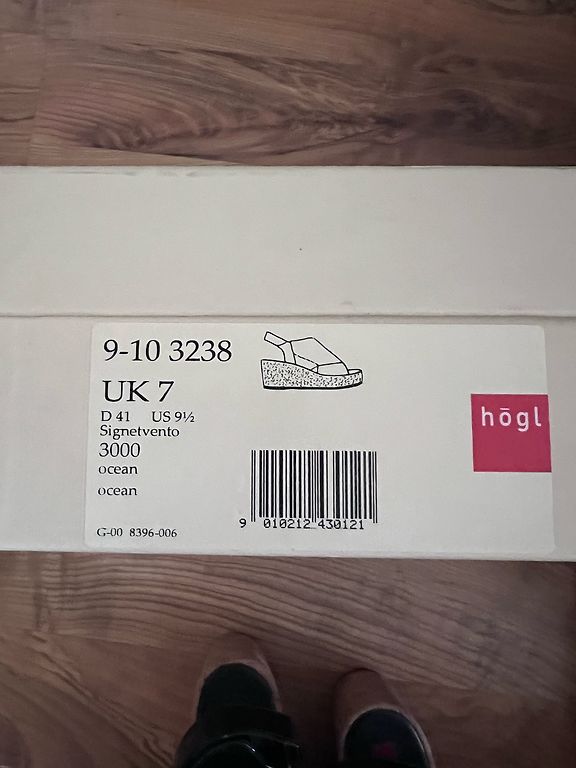 9-10 3238
UK 7
D 41 US 9½
Signetvento
3000
ocean
ocean
G-00 8396-006
9 010212 430121
högl